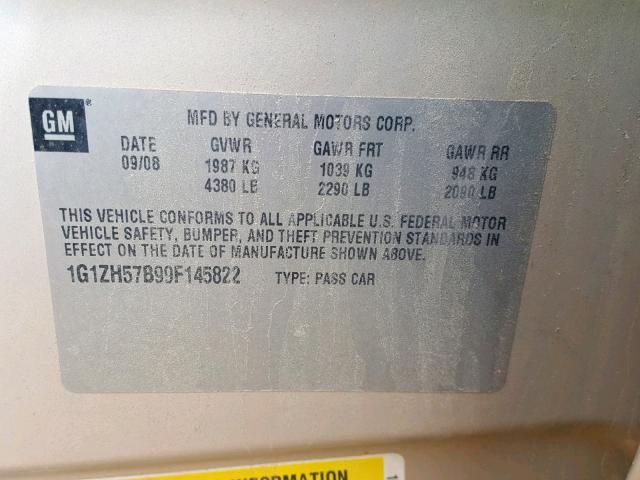 GM®
MFD BY GENERAL MOTORS CORP.
DATE GVWR GAWR FRT GAWR RR
09/08 1987 KG 1039 KG 948 KG
4380 LB 2290 LB 2090 LB
THIS VEHICLE CONFORMS TO ALL APPLICABLE U.S. FEDERAL MOTOR
VEHICLE SAFETY, BUMPER, AND THEFT PREVENTION STANDARDS IN
EFFECT ON THE DATE OF MANUFACTURE SHOWN ABOVE.
1G1ZH57B99F145822 TYPE: PASS CAR
INFORMATION